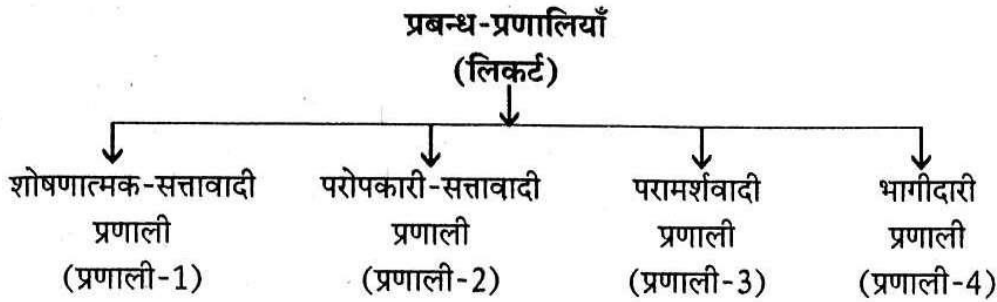 प्रबन्ध-प्रणालियाँ
(लिकर्ट)
शोषणात्मक-सत्तावादी परोपकारी-सत्तावादी परामर्शवादी भागीदारी
प्रणाली प्रणाली प्रणाली प्रणाली
(प्रणाली-1) (प्रणाली-2) (प्रणाली-3) (प्रणाली-4)